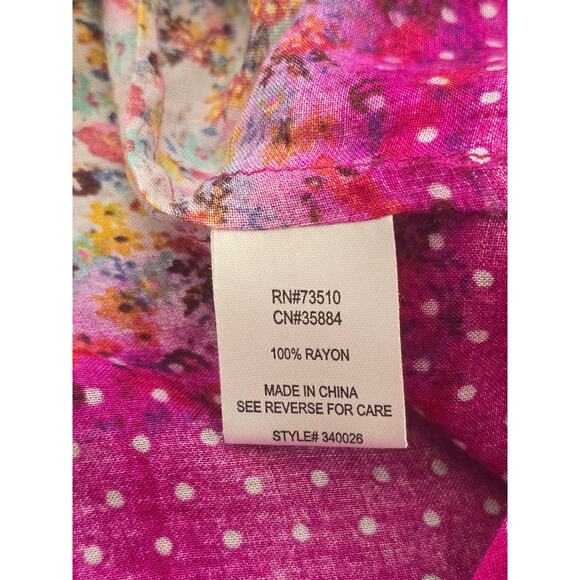 RN#73510
CN#35884
100% RAYON
MADE IN CHINA
SEE REVERSE FOR CARE
STYLE# 340026